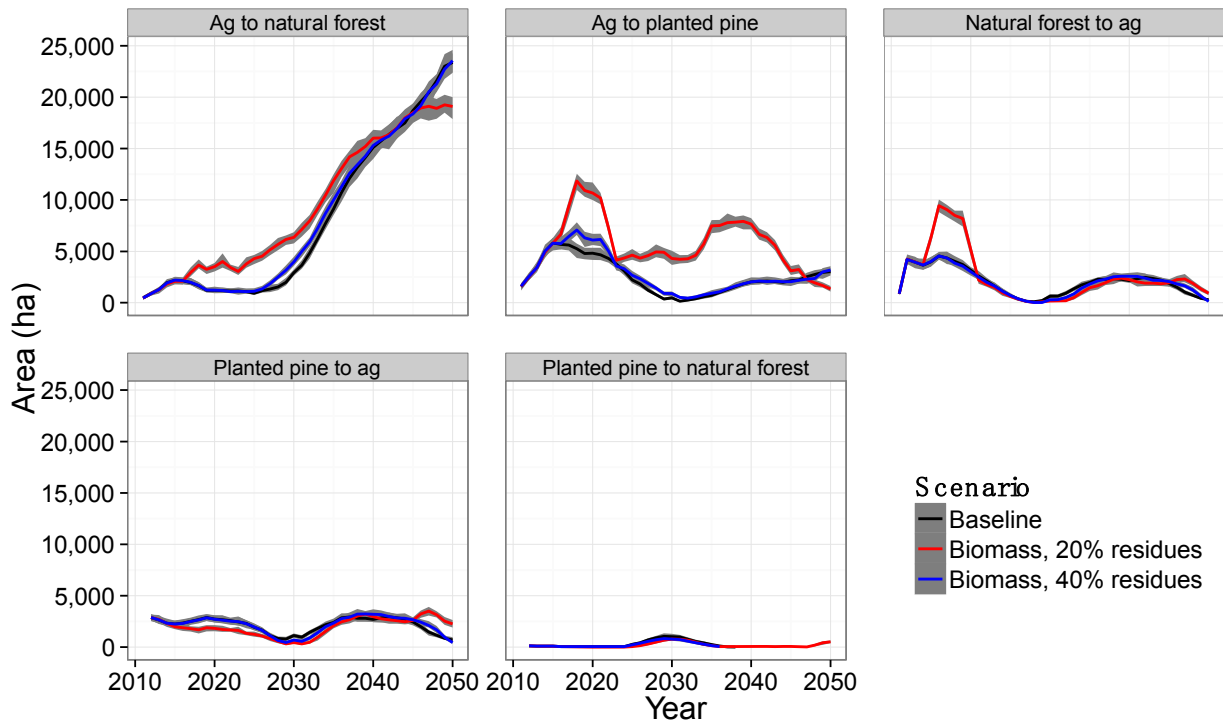 Ag to natural forest
Ag to planted pine
Natural forest to ag
25,000
20,000
15,000
10,000
5,000
0
Area (ha)
Planted pine to ag
Planted pine to natural forest
25,000
20,000
15,000
10,000
5,000
0
2010 2020 2030 2040 2050
2010 2020 2030 2040 2050
Year
Scenario
Baseline
Biomass, 20% residues
Biomass, 40% residues